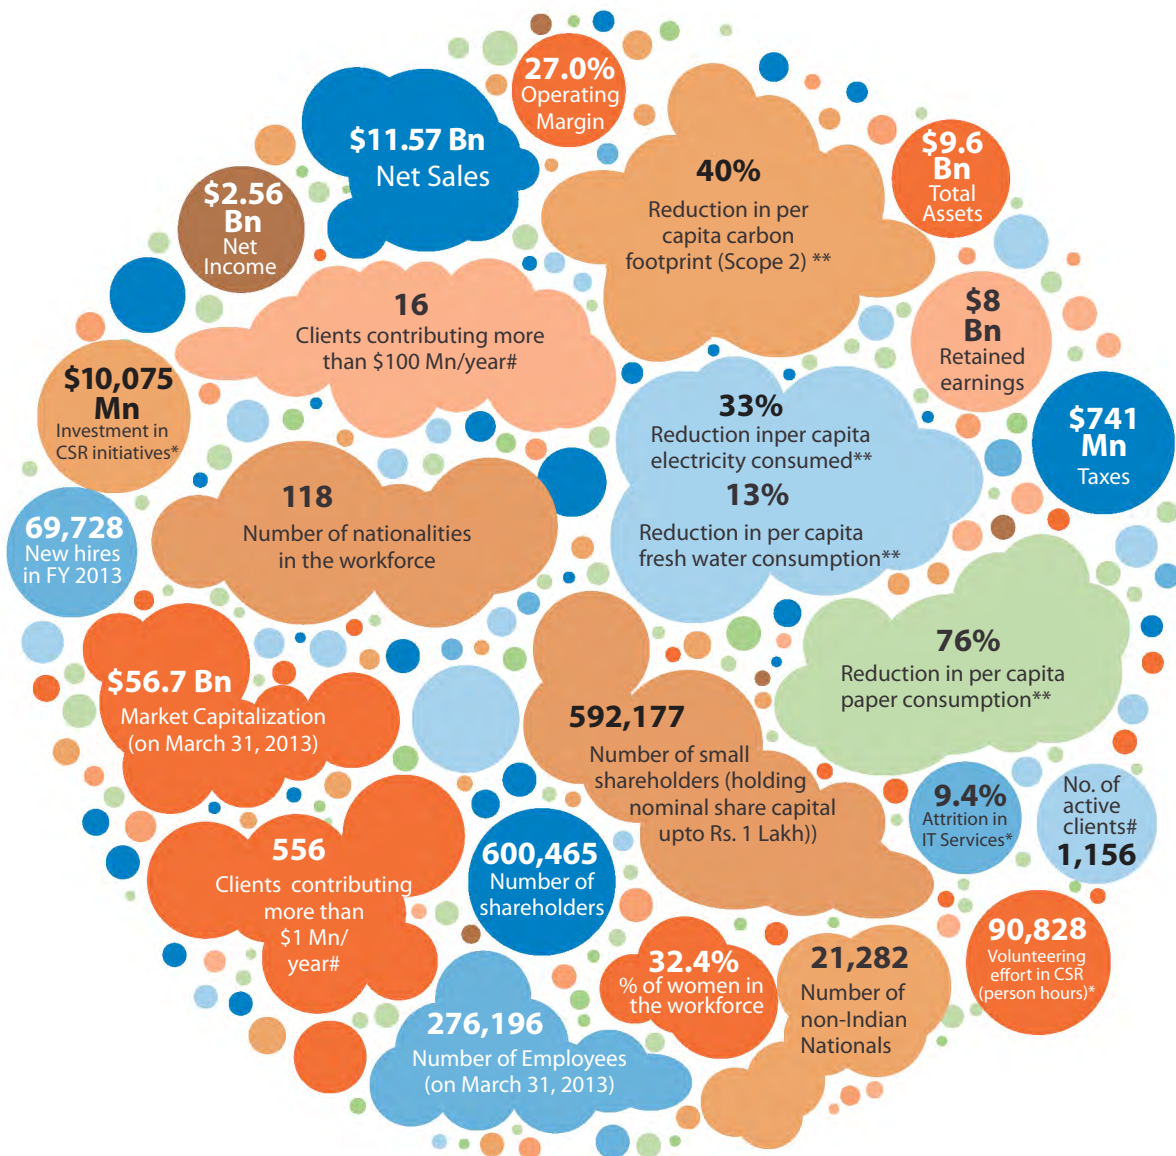 27.0%
Operating
Margin
$11.57 Bn
Net Sales
40%
Reduction in per
capita carbon
footprint (Scope 2) **
$9.6
Bn
Total
Assets
$2.56
Bn
Net
Income
16
Clients contributing more
than $100 Mn/year#
$8
Bn
Retained
earnings
$10,075
Mn
Investment in
CSR initiatives*
33%
Reduction inper capita
electricity consumed**
13%
Reduction in per capita
fresh water consumption**
$741
Mn
Taxes
118
Number of nationalities
in the workforce
69,728
New hires
in FY 2013
76%
Reduction in per capita
paper consumption**
$56.7 Bn
Market Capitalization
(on March 31, 2013)
592,177
Number of small
shareholders (holding
nominal share capital
upto Rs. 1 Lakh))
9.4%
Attrition in
IT Services*
No. of
active
clients#
1,156
556
Clients contributing
more than
$1 Mn/
year#
600,465
Number of
shareholders
32.4%
% of women in
the workforce
21,282
Number of
non-Indian
Nationals
90,828
Volunteering
effort in CSR
(person hours)*
276,196
Number of Employees
(on March 31, 2013)